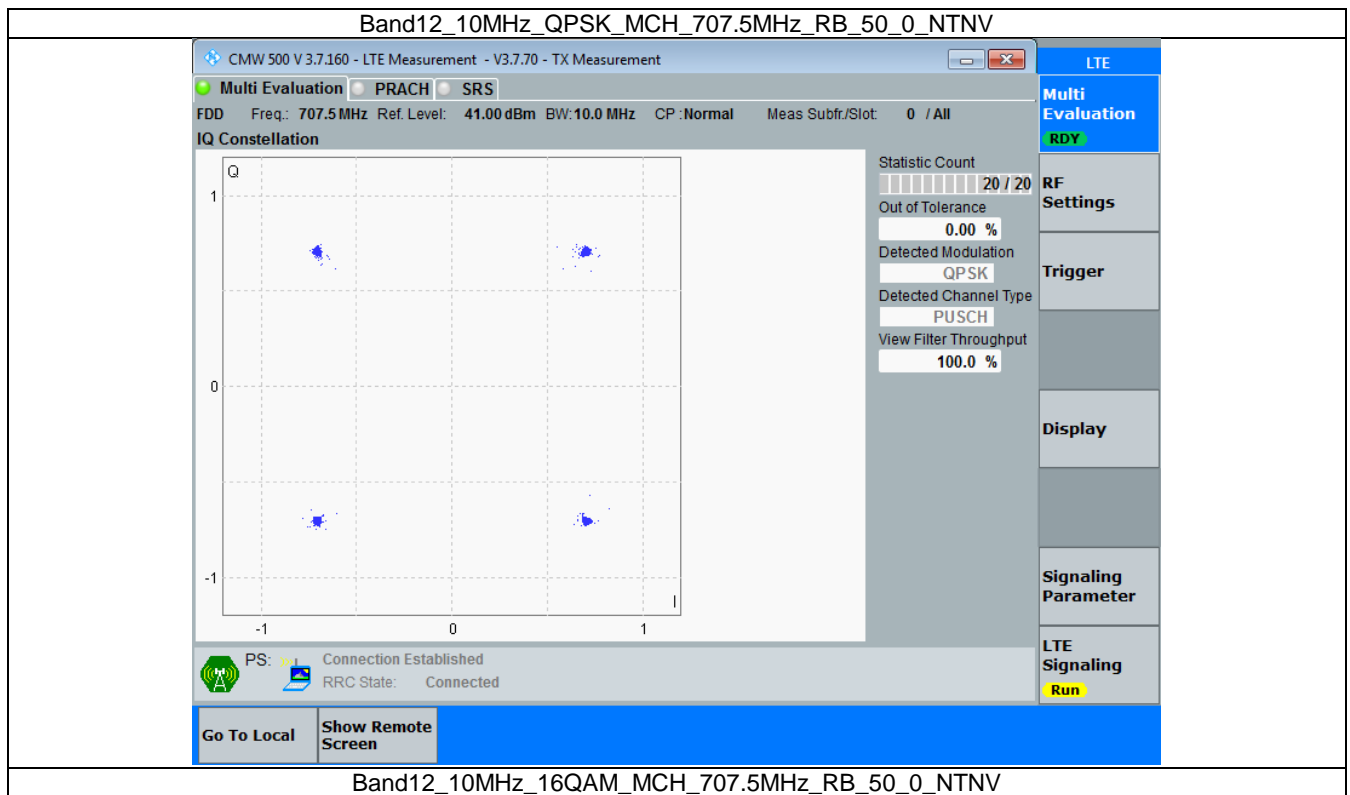 Band12_10MHz_QPSK_MCH_707.5MHz_RB_50_0_NTNV
CMW 500 V 3.7.160 - LTE Measurement - V3.7.70 - TX Measurement
LTE
Multi Evaluation PRACH SRS
FDD Freq.: 707.5 MHz Ref. Level: 41.00 dBm BW: 10.0 MHz CP : Normal Meas Subfr./Slot: 0 / All
IQ Constellation
Q
1
0
-1
I
-1 0 1
Statistic Count
20 / 20
Out of Tolerance
0.00 %
Detected Modulation
QPSK
Detected Channel Type
PUSCH
View Filter Throughput
100.0 %
Multi
Evaluation
RDY
RF
Settings
Trigger
Display
Signaling
Parameter
LTE
Signaling
Run
PS: Connection Established
RRC State: Connected
Go To Local
Show Remote
Screen
Band12_10MHz_16QAM_MCH_707.5MHz_RB_50_0_NTNV